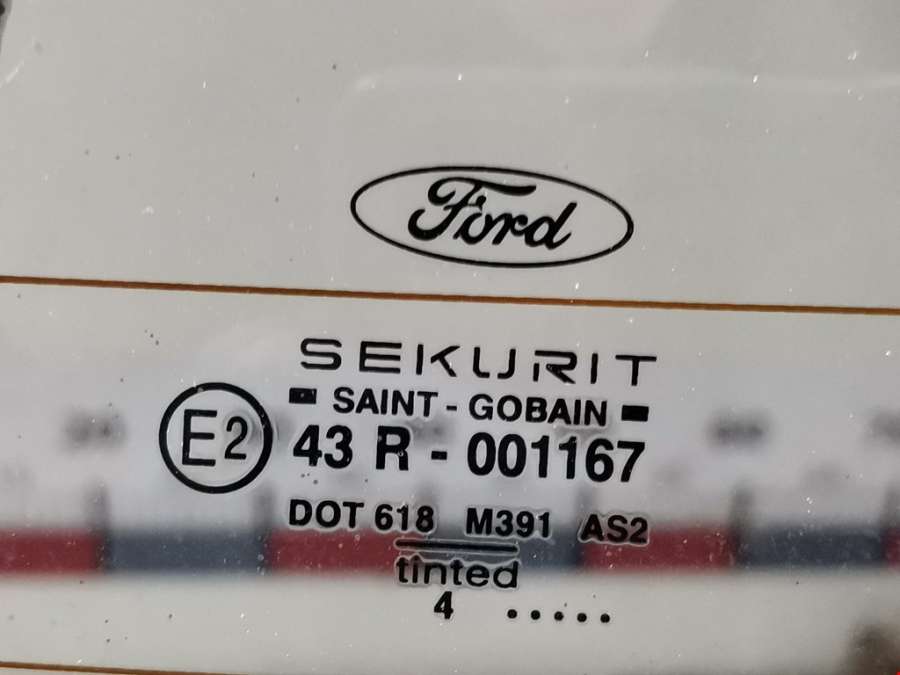 Ford
SEKURIT
SAINT - GOBAIN
E2
43 R - 001167
DOT 618 M391 AS2
tinted
4 .....